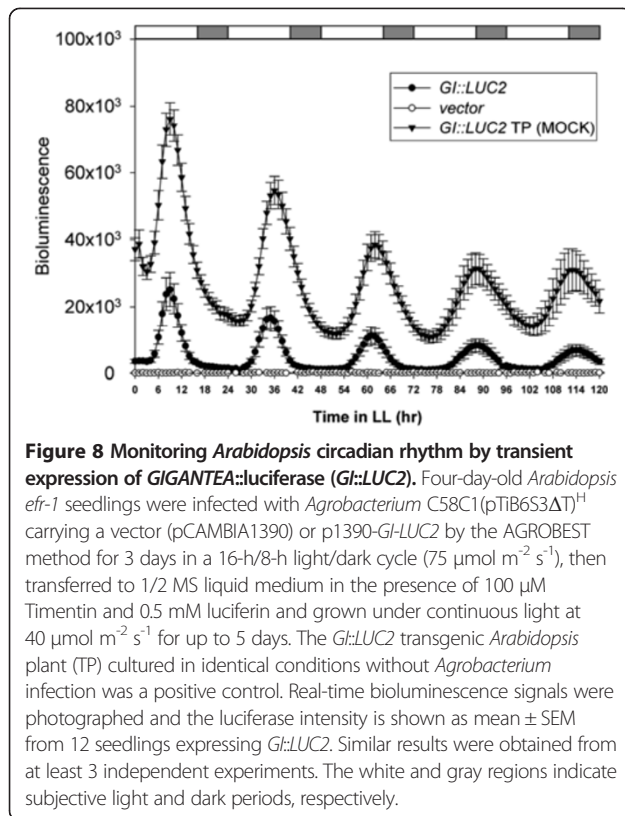 100x10³
80x10³
60x10³
40x10³
20x10³
0
Bioluminescence
GI::LUC2
vector
GI::LUC2 TP (MOCK)
0 6 12 18 24 30 36 42 48 54 60 66 72 78 84 90 96 102 108 114 120
Time in LL (hr)
Figure 8 Monitoring Arabidopsis circadian rhythm by transient
expression of GIGANTEA::luciferase (GI::LUC2). Four-day-old Arabidopsis
efr-1 seedlings were infected with Agrobacterium C58C1(pTiB6S3ΔT)ᴴ
carrying a vector (pCAMBIA1390) or p1390-GI-LUC2 by the AGROBEST
method for 3 days in a 16-h/8-h light/dark cycle (75 μmol m⁻² s⁻¹), then
transferred to 1/2 MS liquid medium in the presence of 100 μM
Timentin and 0.5 mM luciferin and grown under continuous light at
40 μmol m⁻² s⁻¹ for up to 5 days. The GI::LUC2 transgenic Arabidopsis
plant (TP) cultured in identical conditions without Agrobacterium
infection was a positive control. Real-time bioluminescence signals were
photographed and the luciferase intensity is shown as mean ± SEM
from 12 seedlings expressing GI::LUC2. Similar results were obtained from
at least 3 independent experiments. The white and gray regions indicate
subjective light and dark periods, respectively.